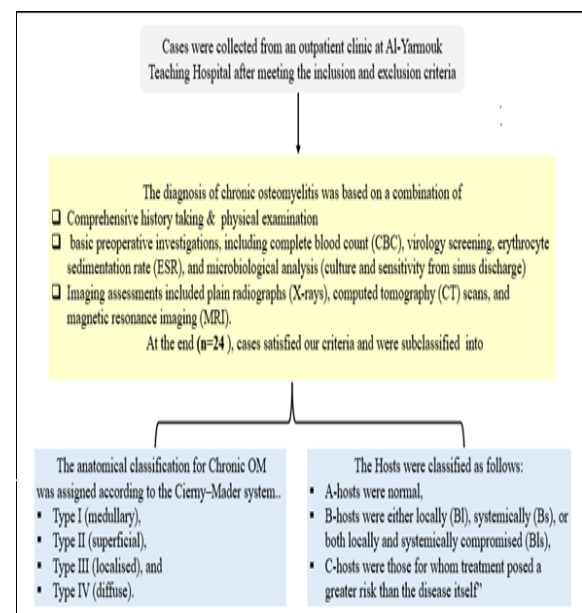 Cases were collected from an outpatient clinic at Al-Yarmouk
Teaching Hospital after meeting the inclusion and exclusion criteria
The diagnosis of chronic osteomyelitis was based on a combination of
❑ Comprehensive history taking & physical examination
❑ basic preoperative investigations, including complete blood count (CBC), virology screening, erythrocyte
sedimentation rate (ESR), and microbiological analysis (culture and sensitivity from sinus discharge)
❑ Imaging assessments included plain radiographs (X-rays), computed tomography (CT) scans, and
magnetic resonance imaging (MRI).
At the end (n=24 ), cases satisfied our criteria and were subclassified into
The anatomical classification for Chronic OM
was assigned according to the Cierny–Mader system..
▪ Type I (medullary),
▪ Type II (superficial),
▪ Type III (localised), and
▪ Type IV (diffuse).
The Hosts were classified as follows:
▪ A-hosts were normal,
▪ B-hosts were either locally (Bl), systemically (Bs), or
both locally and systemically compromised (Bls),
▪ C-hosts were those for whom treatment posed a
greater risk than the disease itself”